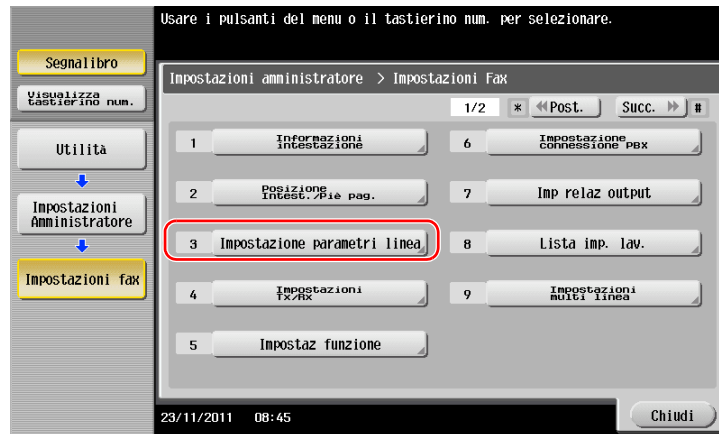 Usare i pulsanti del menu o il tastierino num. per selezionare.
Segnalibro
Visualizza
tastierino num.
Utilità
Impostazioni
Amministratore
Impostazioni fax
Impostazioni amministratore > Impostazioni Fax
1/2 * Post. Succ. #
1 Informazioni
intestazione
2 Posizione
Intest./Piè pag.
3 Impostazione parametri linea
4 Impostazioni
TX/RX
5 Impostaz funzione
6 Impostazione
connessione PBX
7 Imp relaz output
8 Lista imp. lav.
9 Impostazioni
multi linea
23/11/2011 08:45
Chiudi